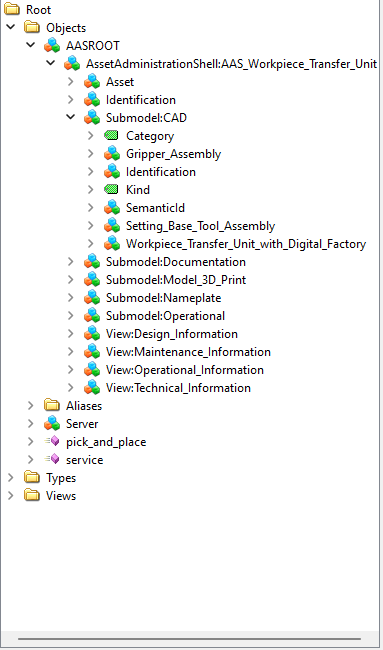 Root
Objects
AASROOT
AssetAdministrationShell:AAS_Workpiece_Transfer_Unit
Asset
Identification
Submodel:CAD
Category
Gripper_Assembly
Identification
Kind
SemanticId
Setting_Base_Tool_Assembly
Workpiece_Transfer_Unit_with_Digital_Factory
Submodel:Documentation
Submodel:Model_3D_Print
Submodel:Nameplate
Submodel:Operational
View:Design_Information
View:Maintenance_Information
View:Operational_Information
View:Technical_Information
Aliases
Server
pick_and_place
service
Types
Views